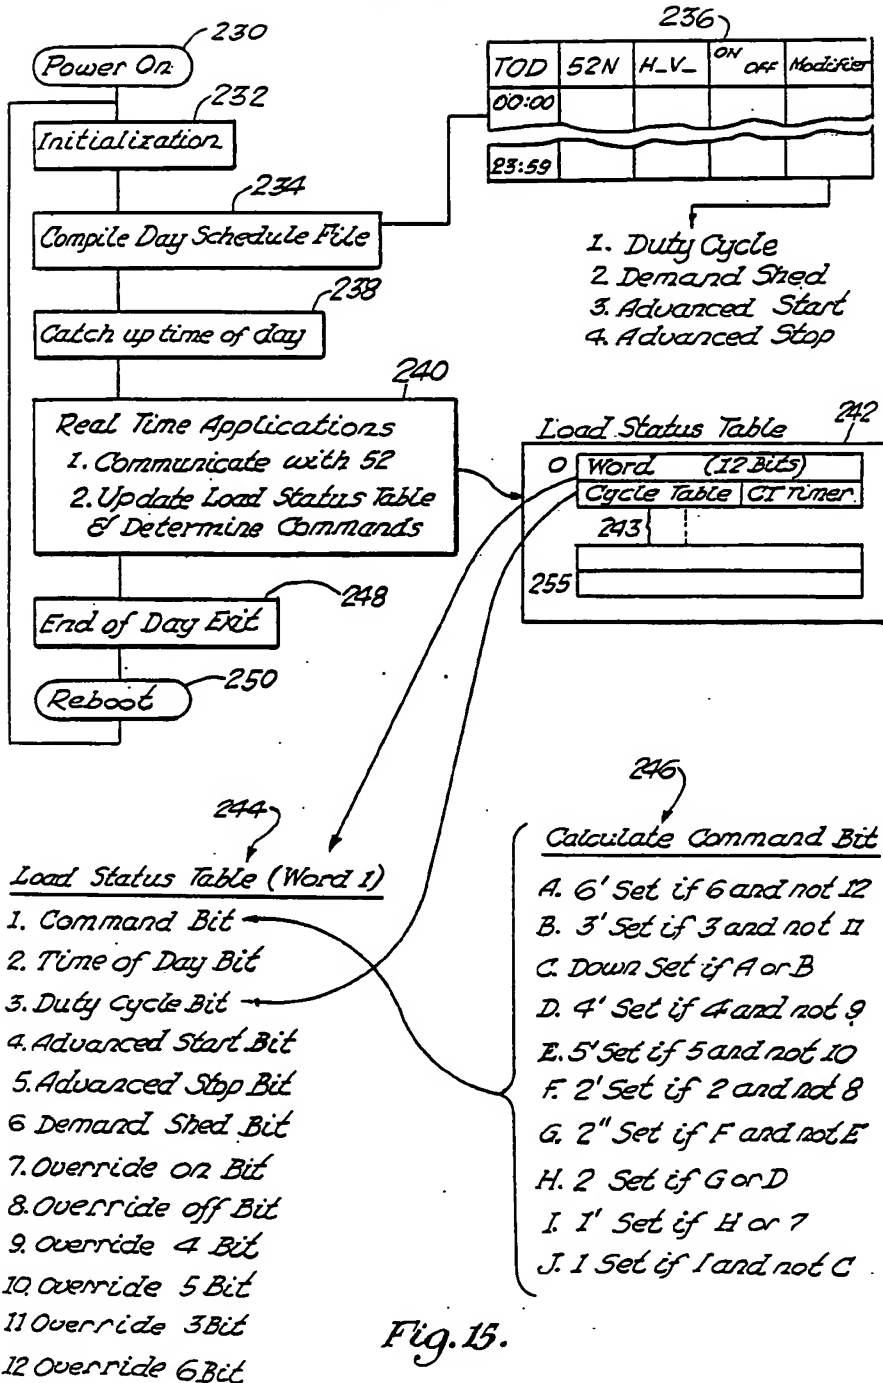 230
Power On
232
Initialization
234
Compile Day Schedule File
238
Catch up time of day
240
Real Time Applications
1. Communicate with 52
2. Update Load Status Table
& Determine Commands
248
End of Day Exit
250
Reboot
236
TOD 52N H_V_ ON OFF Modifier
00:00
23:59
1. Duty Cycle
2. Demand Shed
3. Advanced Start
4. Advanced Stop
Load Status Table 242
0 Word (12 Bits)
Cycle Table CT Timer
243
255
244
Load Status Table (Word 1)
1. Command Bit
2. Time of Day Bit
3. Duty Cycle Bit
4. Advanced Start Bit
5. Advanced Stop Bit
6 Demand Shed Bit
7. Override on Bit
8. Override off Bit
9. Override 4 Bit
10. Override 5 Bit
11 Override 3 Bit
12 Override 6 Bit
246
Calculate Command Bit
A. 6' Set if 6 and not 12
B. 3' Set if 3 and not 11
C. Down Set if A or B
D. 4' Set if 4 and not 9
E. 5' Set if 5 and not 10
F. 2' Set if 2 and not 8
G. 2" Set if F and not E
H. 2 Set if G or D
I. 1' Set if H or 7
J. 1 Set if I and not C
Fig. 15.